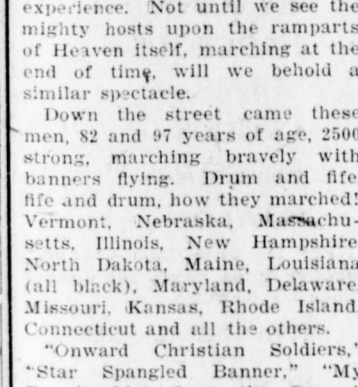 experience. Not until we see the
mighty hosts upon the ramparts
of Heaven itself, marching at the
end of time, will we behold a
similar spectacle.
Down the street came these
men, 82 and 97 years of age, 2500
strong, marching bravely with
banners flying. Drum and fife
fife and drum, how they marched!
Vermont, Nebraska, Massachu-
setts, Illinois, New Hampshire
North Dakota, Maine, Louisiana
(all black), Maryland, Delaware
Missouri, Kansas, Rhode Island
Connecticut and all the others.
"Onward Christian Soldiers,"
"Star Spangled Banner," "My